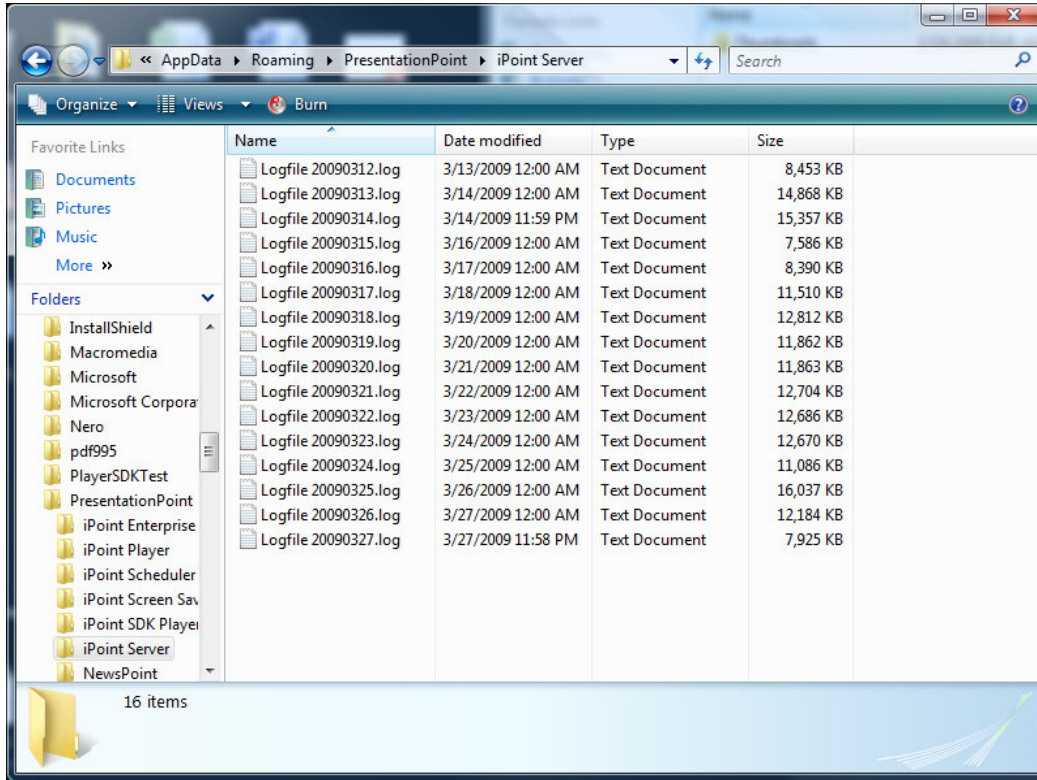 « AppData ▸ Roaming ▸ PresentationPoint ▸ iPoint Server Search
Organize Views Burn
Favorite Links
Documents
Pictures
Music
More »
Folders
InstallShield
Macromedia
Microsoft
Microsoft Corpora
Nero
pdf995
PlayerSDKTest
PresentationPoint
iPoint Enterprise
iPoint Player
iPoint Scheduler
iPoint Screen Sav
iPoint SDK Player
iPoint Server
NewsPoint
Name Date modified Type Size
Logfile 20090312.log 3/13/2009 12:00 AM Text Document 8,453 KB
Logfile 20090313.log 3/14/2009 12:00 AM Text Document 14,868 KB
Logfile 20090314.log 3/14/2009 11:59 PM Text Document 15,357 KB
Logfile 20090315.log 3/16/2009 12:00 AM Text Document 7,586 KB
Logfile 20090316.log 3/17/2009 12:00 AM Text Document 8,390 KB
Logfile 20090317.log 3/18/2009 12:00 AM Text Document 11,510 KB
Logfile 20090318.log 3/19/2009 12:00 AM Text Document 12,812 KB
Logfile 20090319.log 3/20/2009 12:00 AM Text Document 11,862 KB
Logfile 20090320.log 3/21/2009 12:00 AM Text Document 11,863 KB
Logfile 20090321.log 3/22/2009 12:00 AM Text Document 12,704 KB
Logfile 20090322.log 3/23/2009 12:00 AM Text Document 12,686 KB
Logfile 20090323.log 3/24/2009 12:00 AM Text Document 12,670 KB
Logfile 20090324.log 3/25/2009 12:00 AM Text Document 11,086 KB
Logfile 20090325.log 3/26/2009 12:00 AM Text Document 16,037 KB
Logfile 20090326.log 3/27/2009 12:00 AM Text Document 12,184 KB
Logfile 20090327.log 3/27/2009 11:58 PM Text Document 7,925 KB
16 items